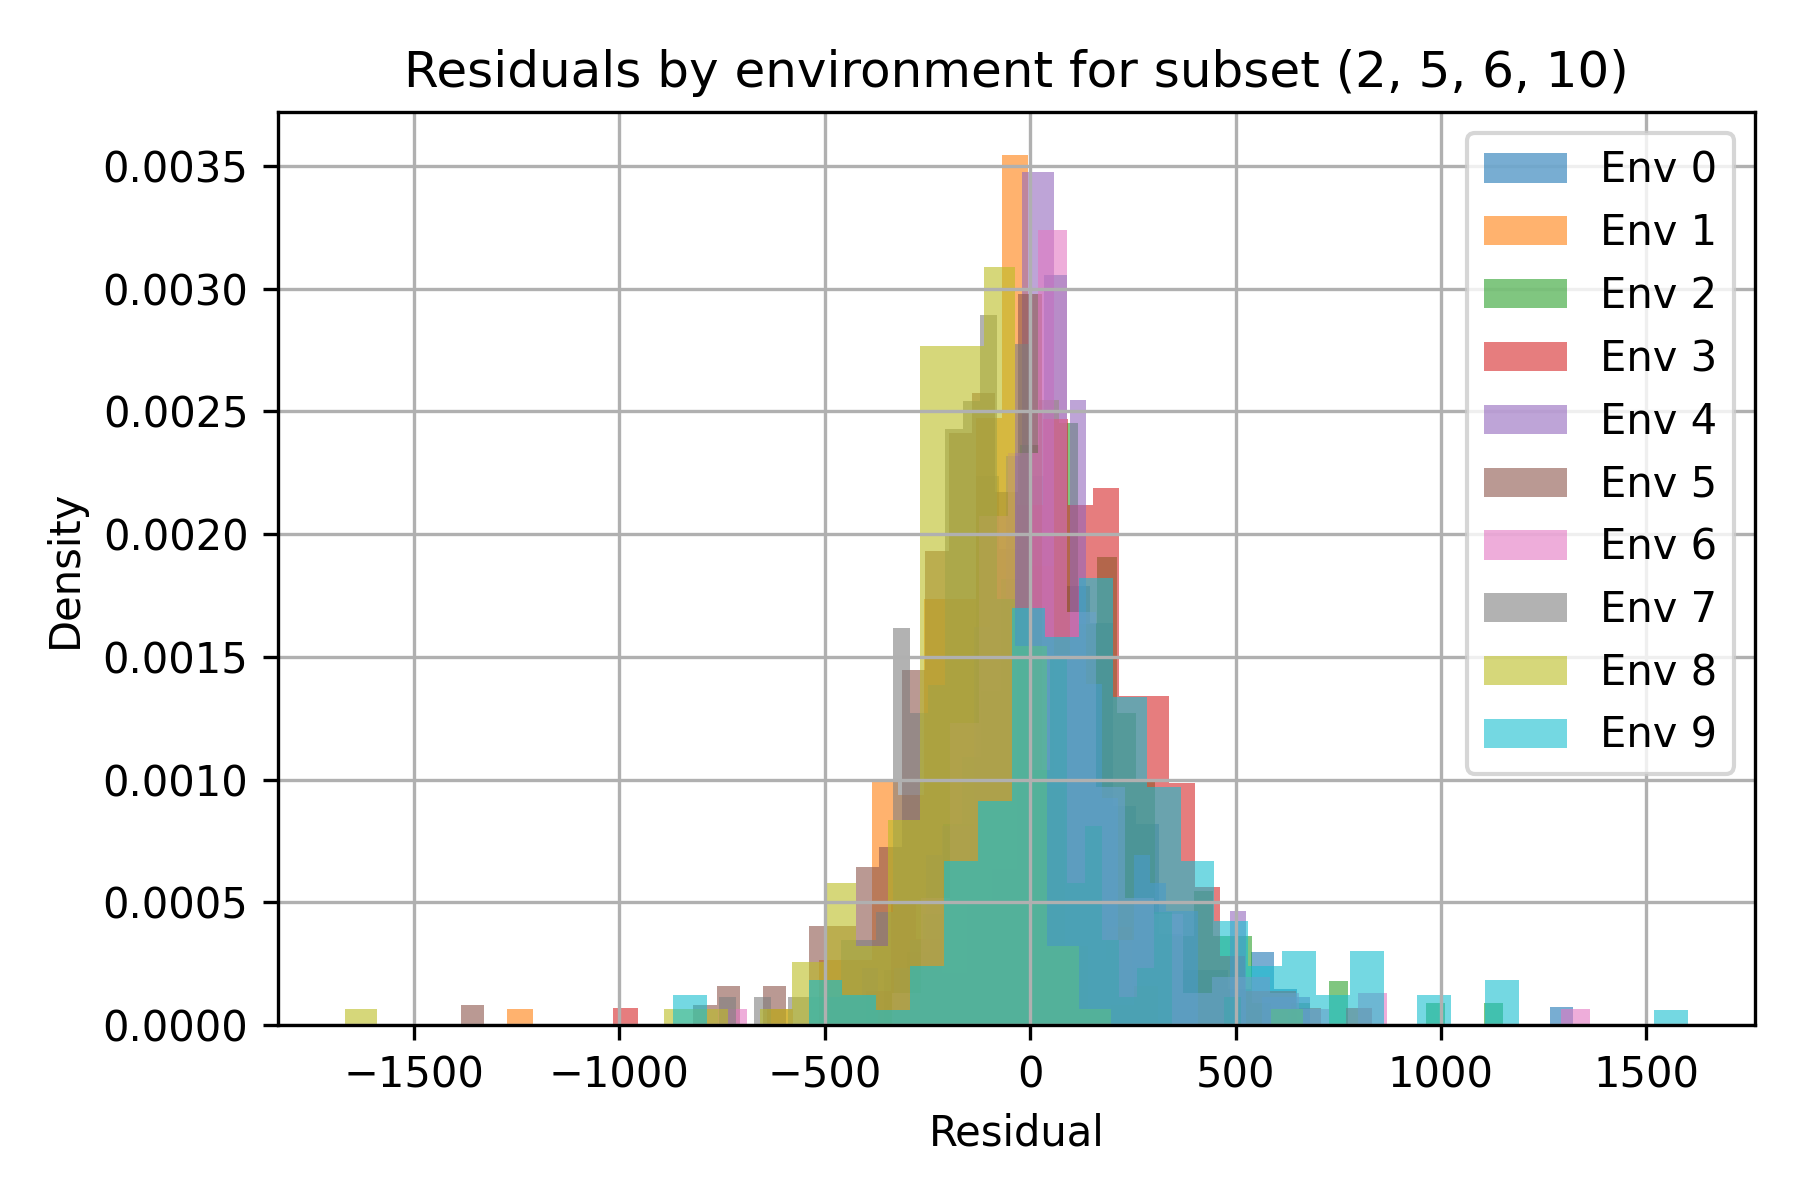 Residuals by environment for subset (2, 5, 6, 10)
0.0035
0.0030
0.0025
0.0020
0.0015
0.0010
0.0005
0.0000
Density
−1500
−1000
−500
0
500
1000
1500
Residual
Env 0
Env 1
Env 2
Env 3
Env 4
Env 5
Env 6
Env 7
Env 8
Env 9